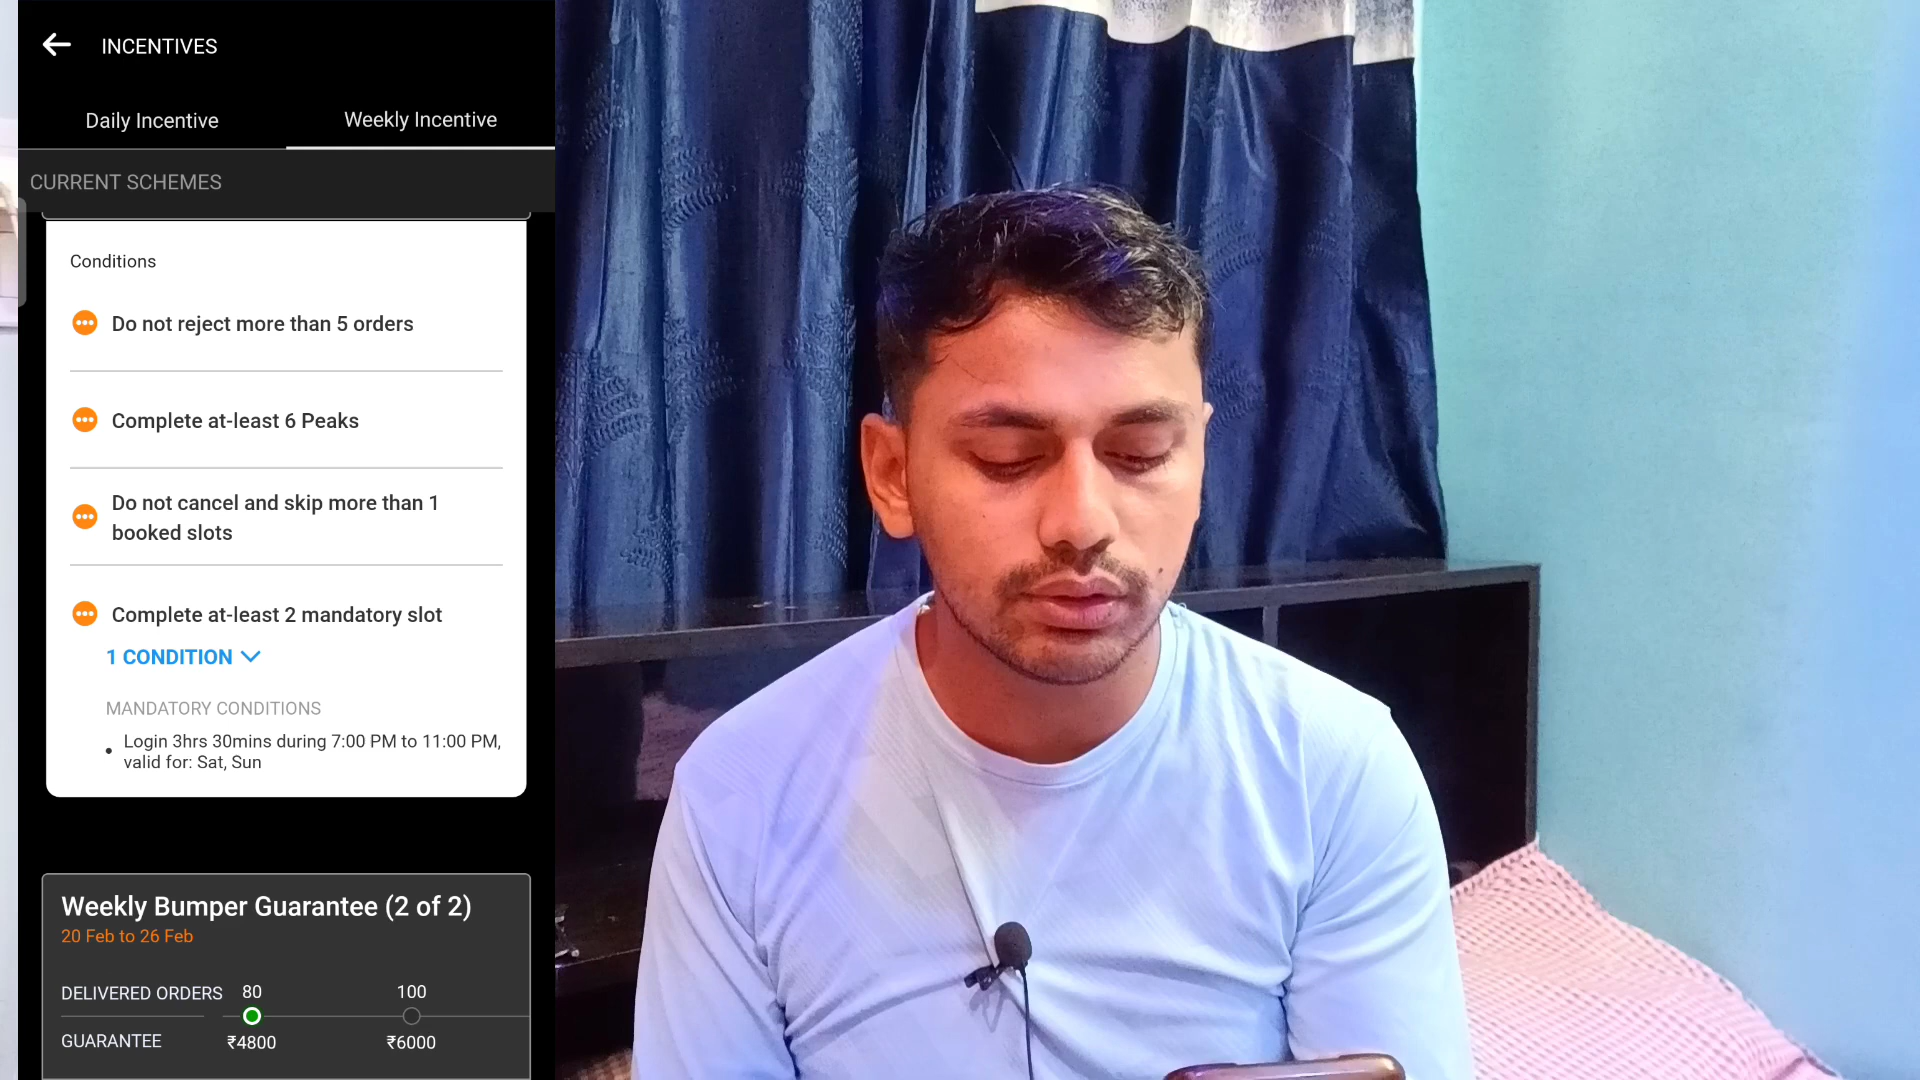 INCENTIVES
Daily Incentive
Weekly Incentive
CURRENT SCHEMES
Conditions
Do not reject more than 5 orders
Complete at-least 6 Peaks
Do not cancel and skip more than 1
booked slots
Complete at-least 2 mandatory slot
1 CONDITION
MANDATORY CONDITIONS
• Login 3hrs 30mins during 7:00 PM to 11:00 PM,
valid for: Sat, Sun
Weekly Bumper Guarantee (2 of 2)
20 Feb to 26 Feb
DELIVERED ORDERS 80 100
GUARANTEE ₹4800 ₹6000